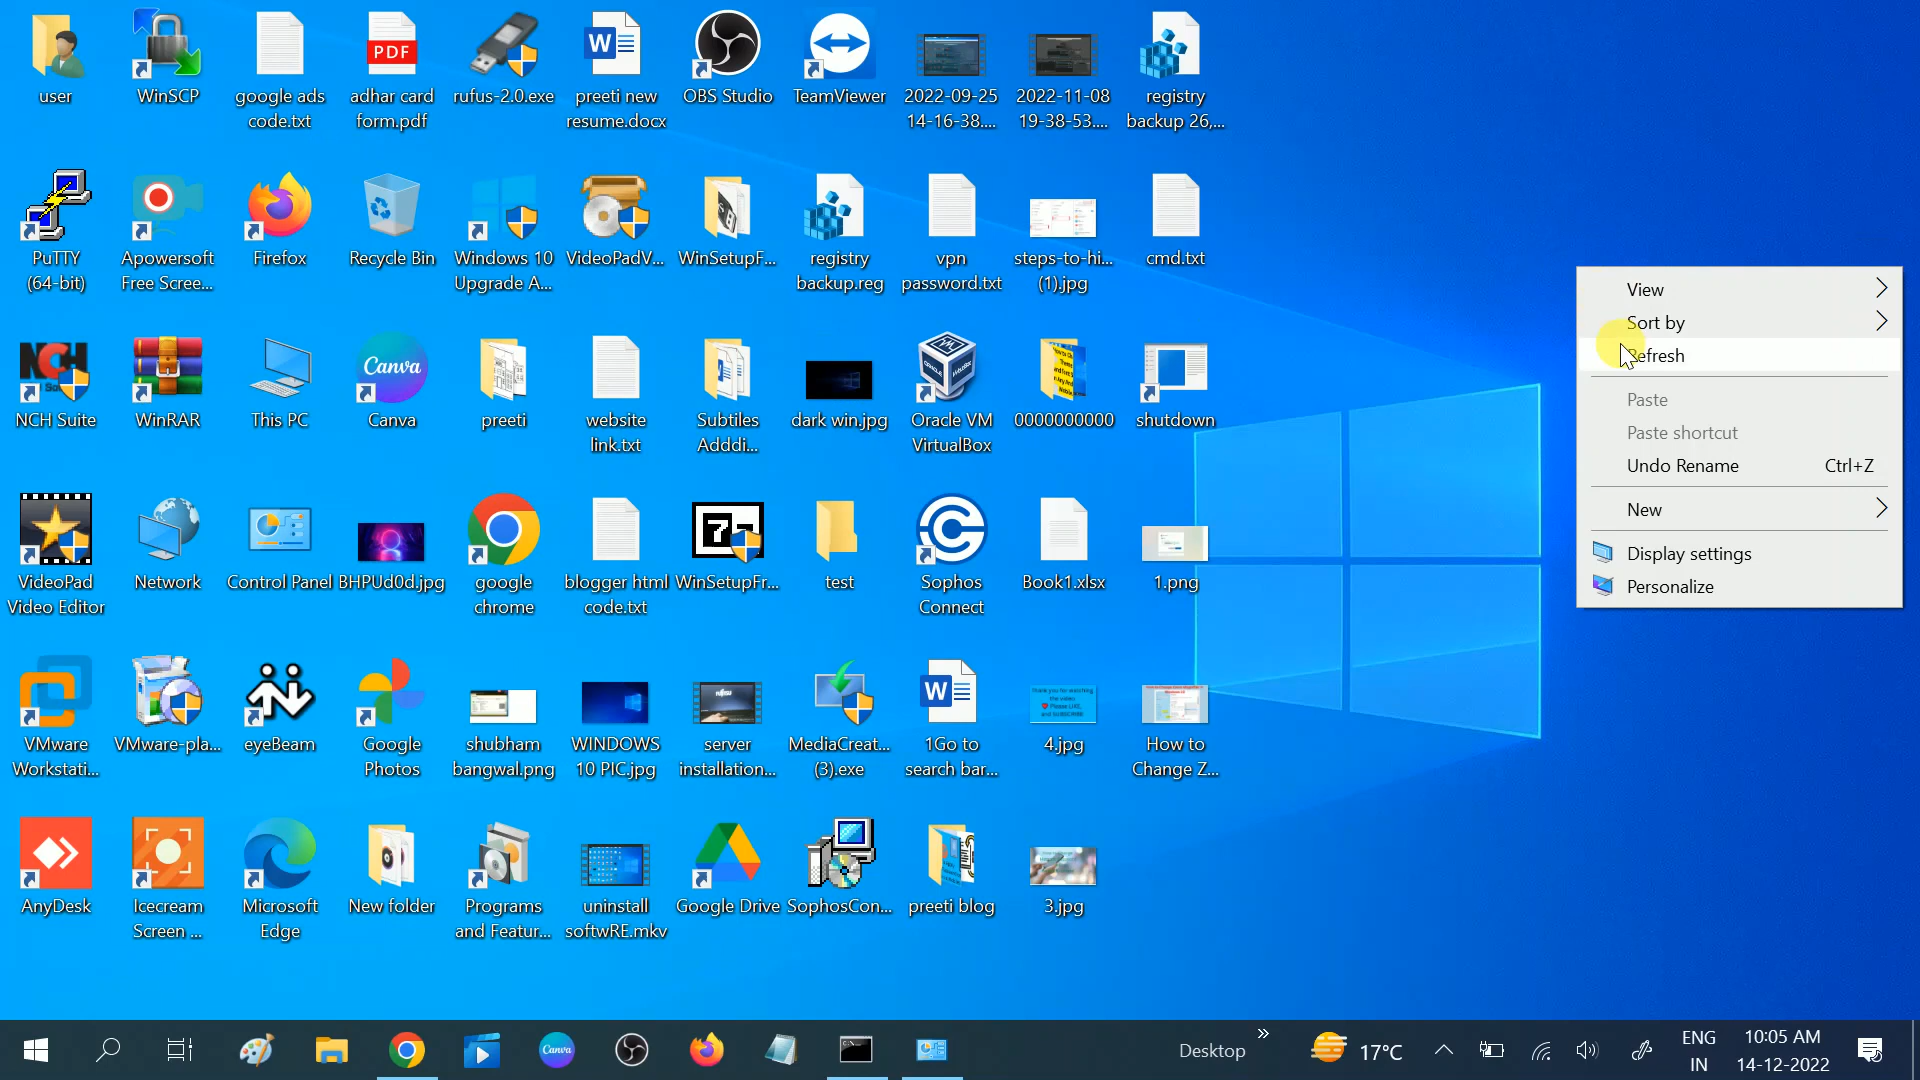 user
WinSCP
google ads
code.txt
PDF
adhar card
form.pdf
rufus-2.0.exe
W
preeti new
resume.docx
OBS Studio
TeamViewer
2022-09-25
14-16-38....
2022-11-08
19-38-53....
registry
backup 26,...
PuTTY
(64-bit)
Apowersoft
Free Scree...
Firefox
Recycle Bin
Windows 10
Upgrade A...
VideoPadV...
WinSetupF...
registry
backup.reg
vpn
password.txt
steps-to-hi...
(1).jpg
cmd.txt
NCH
NCH Suite
WinRAR
This PC
Canva
Canva
preeti
website
link.txt
Subtiles
Adddi...
dark win.jpg
Oracle VM
VirtualBox
0000000000
shutdown
VideoPad
Video Editor
Network
Control Panel
BHPUd0d.jpg
google
chrome
blogger html
code.txt
WinSetupFr...
test
Sophos
Connect
Book1.xlsx
1.png
VMware
Workstati...
VMware-pla...
eyeBeam
Google
Photos
shubham
bangwal.png
WINDOWS
10 PIC.jpg
server
installation...
MediaCreat...
(3).exe
W
1Go to
search bar...
4.jpg
How to
Change Z...
AnyDesk
Icecream
Screen ...
Microsoft
Edge
New folder
Programs
and Featur...
uninstall
softwRE.mkv
Google Drive
SophosCon...
preeti blog
3.jpg
View
Sort by
Refresh
Paste
Paste shortcut
Undo Rename Ctrl+Z
New
Display settings
Personalize
Canva
Desktop
17°C
ENG
IN
10:05 AM
14-12-2022